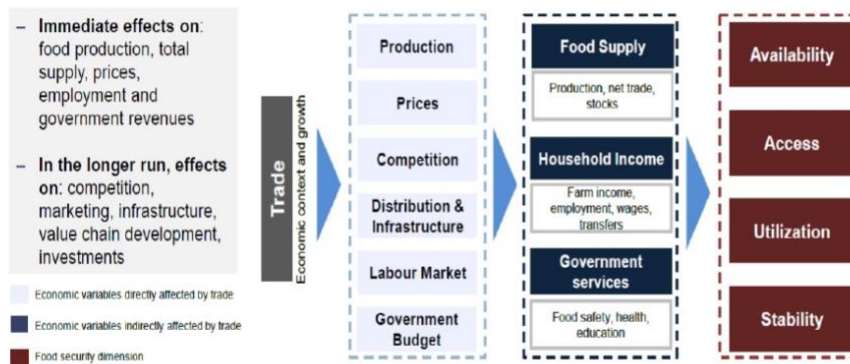 – Immediate effects on:
food production, total
supply, prices,
employment and
government revenues
– In the longer run, effects
on: competition,
marketing, infrastructure,
value chain development,
investments
Economic variables directly affected by trade
Economic variables indirectly affected by trade
Food security dimension
Trade
Economic context and growth
Production
Prices
Competition
Distribution &
Infrastructure
Labour Market
Government
Budget
Food Supply
Production, net trade,
stocks
Household Income
Farm income,
employment, wages,
transfers
Government
services
Food safety, health,
education
Availability
Access
Utilization
Stability